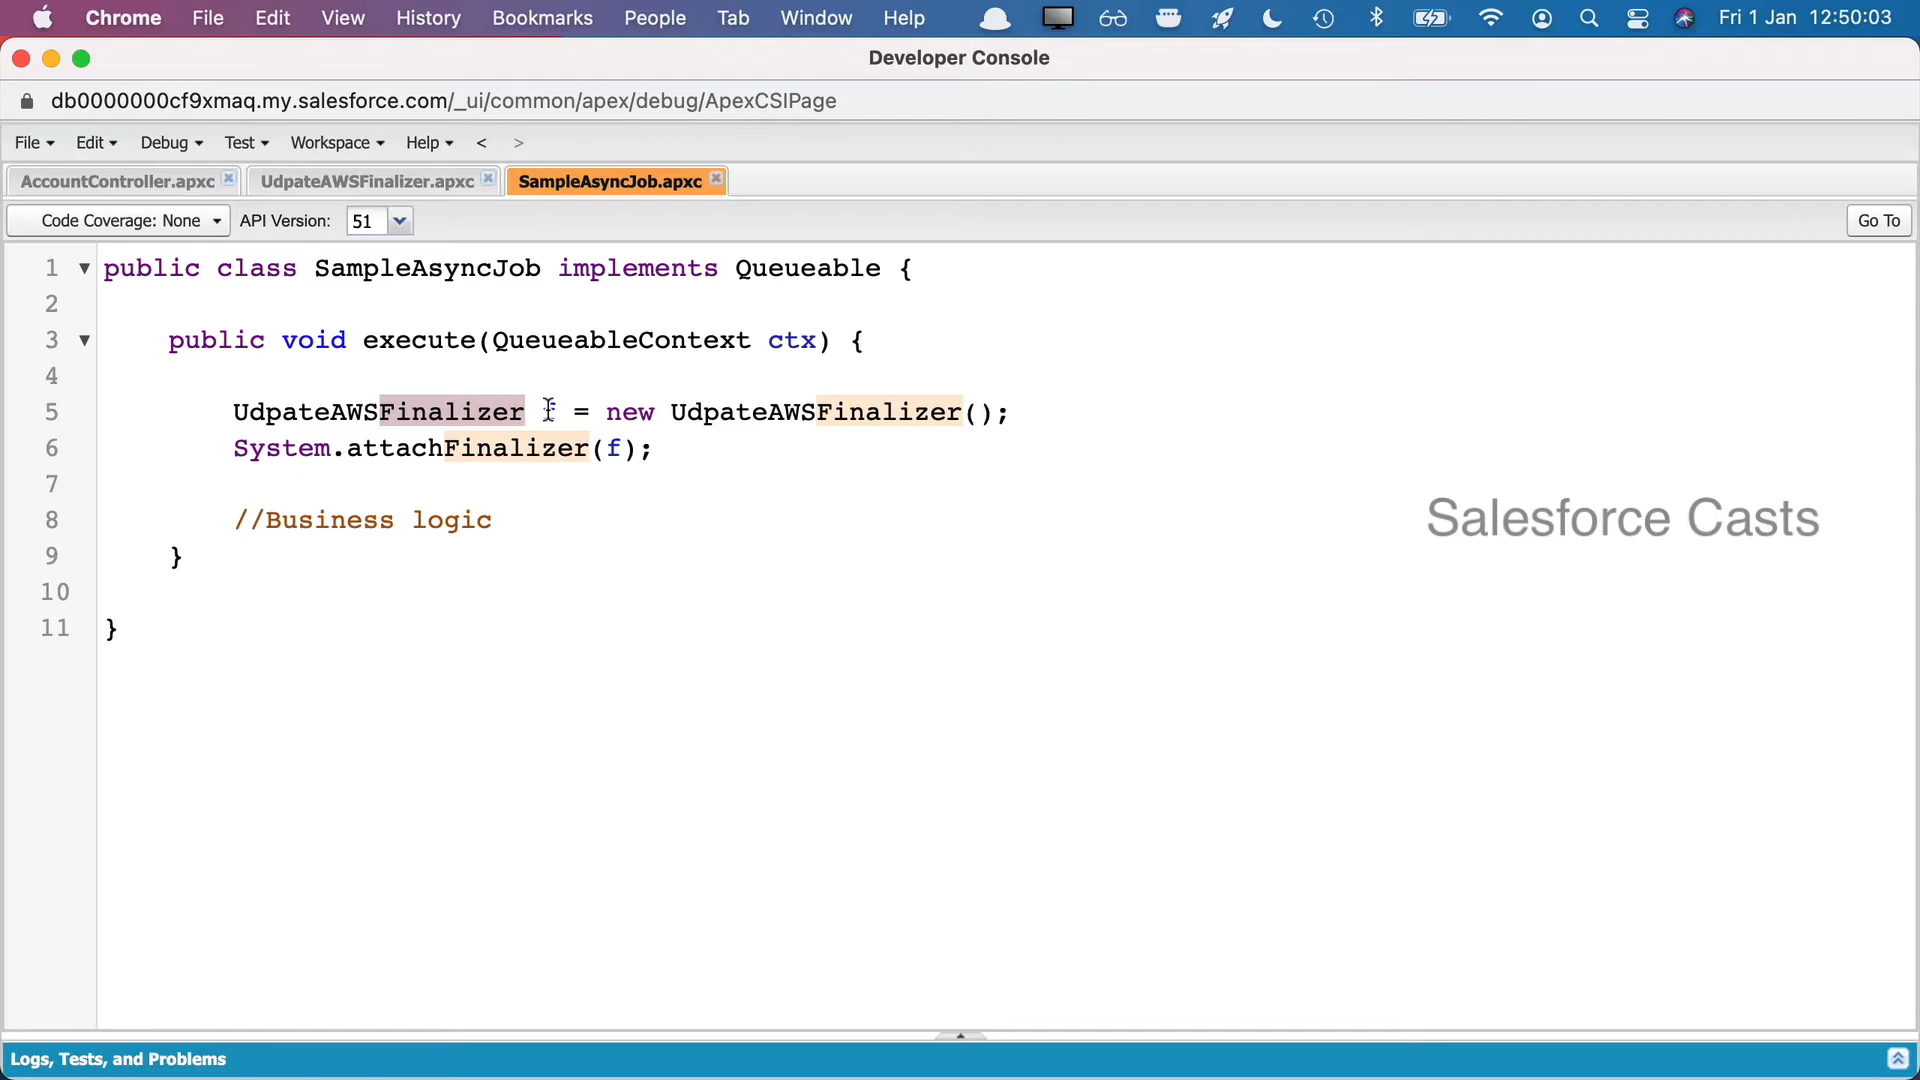 Chrome File Edit View History Bookmarks People Tab Window Help Fri 1 Jan 12:50:03
Developer Console
db0000000cf9xmaq.my.salesforce.com/_ui/common/apex/debug/ApexCSIPage
File Edit Debug Test Workspace Help < >
AccountController.apxc UdpateAWSFinalizer.apxc SampleAsyncJob.apxc
Code Coverage: None API Version: 51 Go To
1 public class SampleAsyncJob implements Queueable {
2
3 public void execute(QueueableContext ctx) {
4
5 UdpateAWSFinalizer f = new UdpateAWSFinalizer();
6 System.attachFinalizer(f);
7
8 //Business logic
9 }
10
11 }
Salesforce Casts
Logs, Tests, and Problems